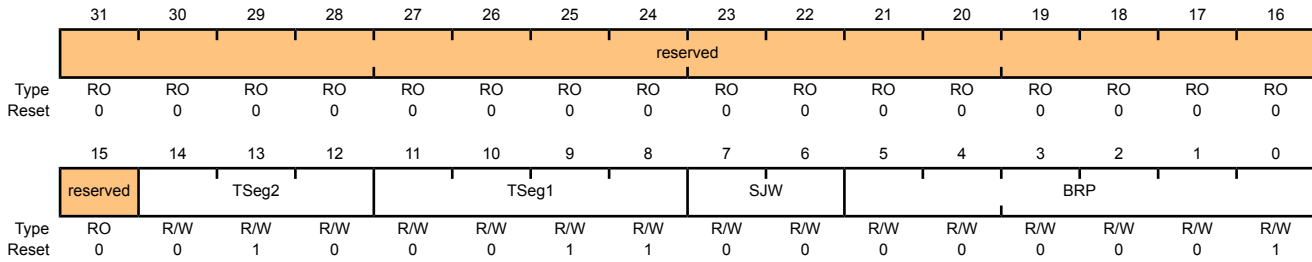 31 30 29 28 27 26 25 24 23 22 21 20 19 18 17 16
reserved
Type RO RO RO RO RO RO RO RO RO RO RO RO RO RO RO RO
Reset 0 0 0 0 0 0 0 0 0 0 0 0 0 0 0 0
15 14 13 12 11 10 9 8 7 6 5 4 3 2 1 0
reserved TSeg2 TSeg1 SJW BRP
Type RO R/W R/W R/W R/W R/W R/W R/W R/W R/W R/W R/W R/W R/W R/W R/W
Reset 0 0 1 0 0 0 1 1 0 0 0 0 0 0 0 1